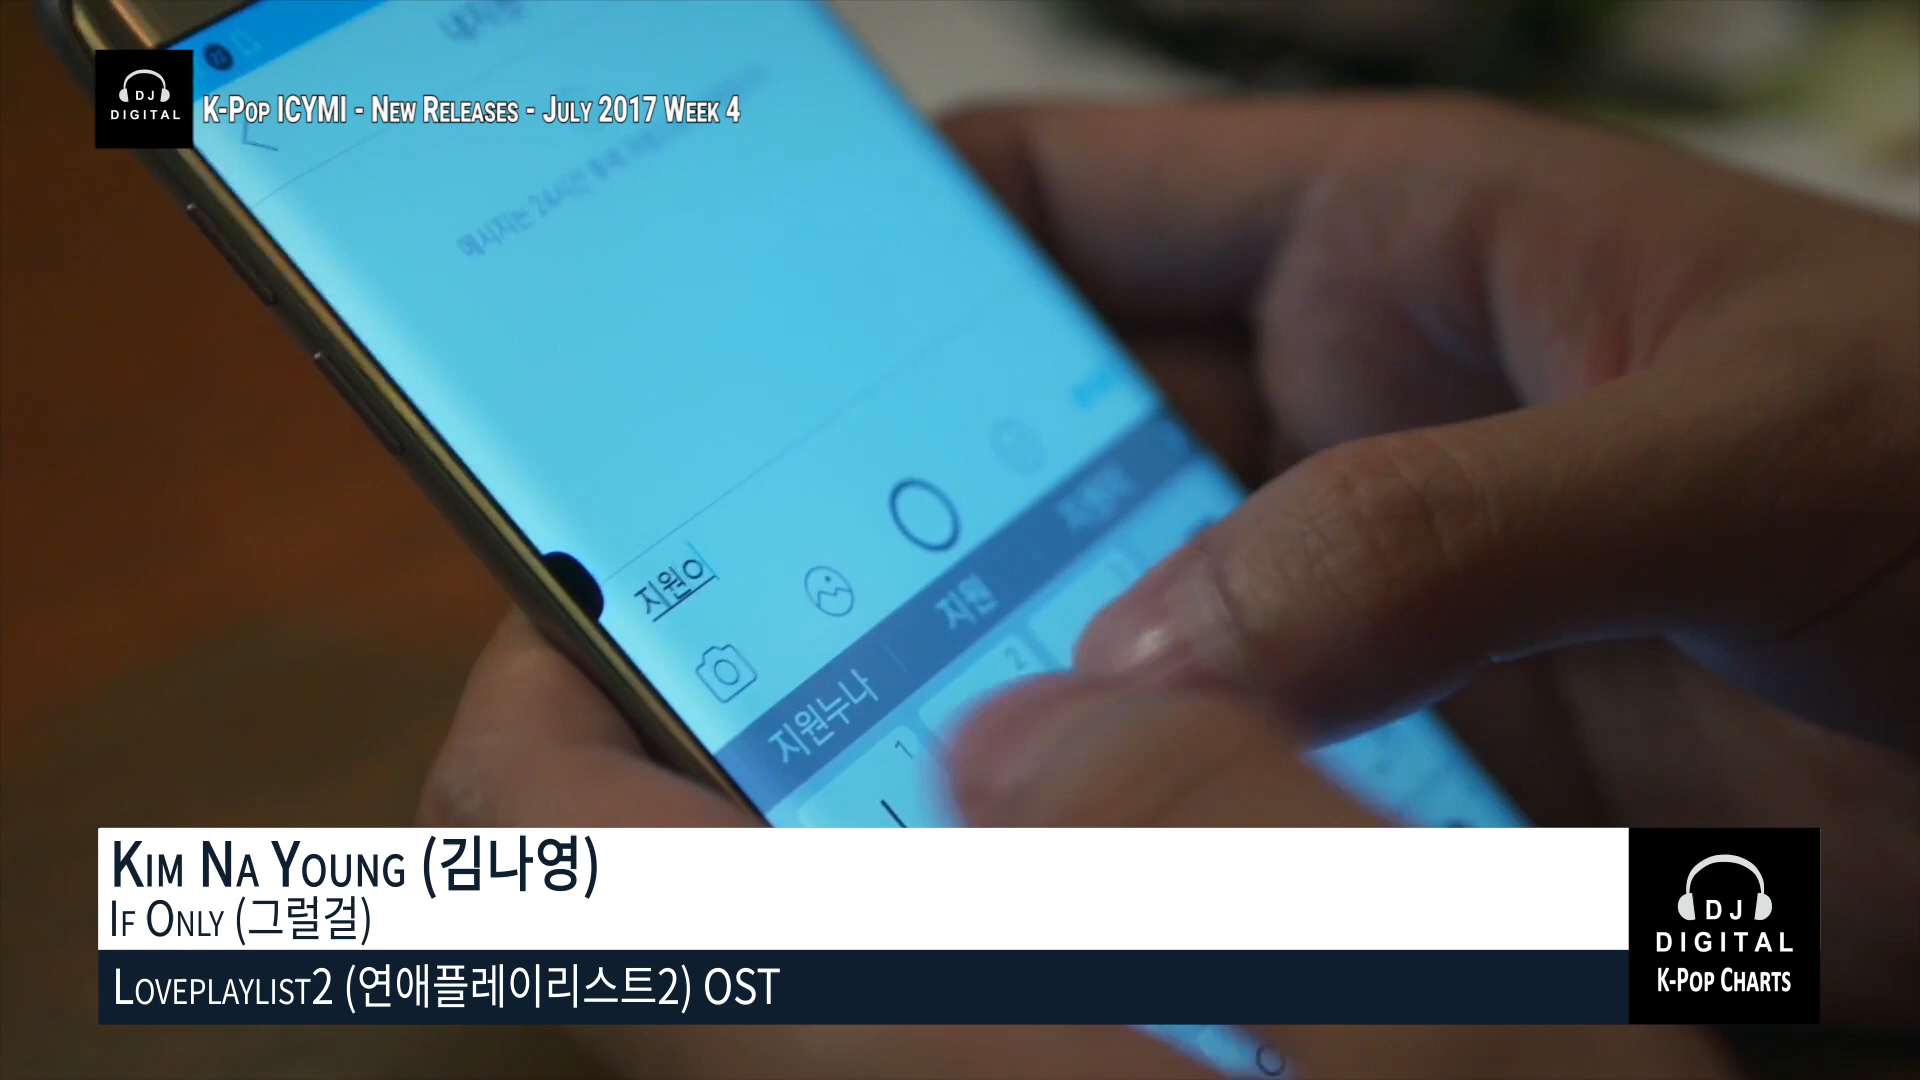 DJ
DIGITAL
K-Pop ICYMI - New Releases - July 2017 Week 4
지원이
지원누나
지원
1
2
Kim Na Young (김나영)
If Only (그럴걸)
Loveplaylist2 (연애플레이리스트2) OST
DJ
DIGITAL
K-Pop Charts